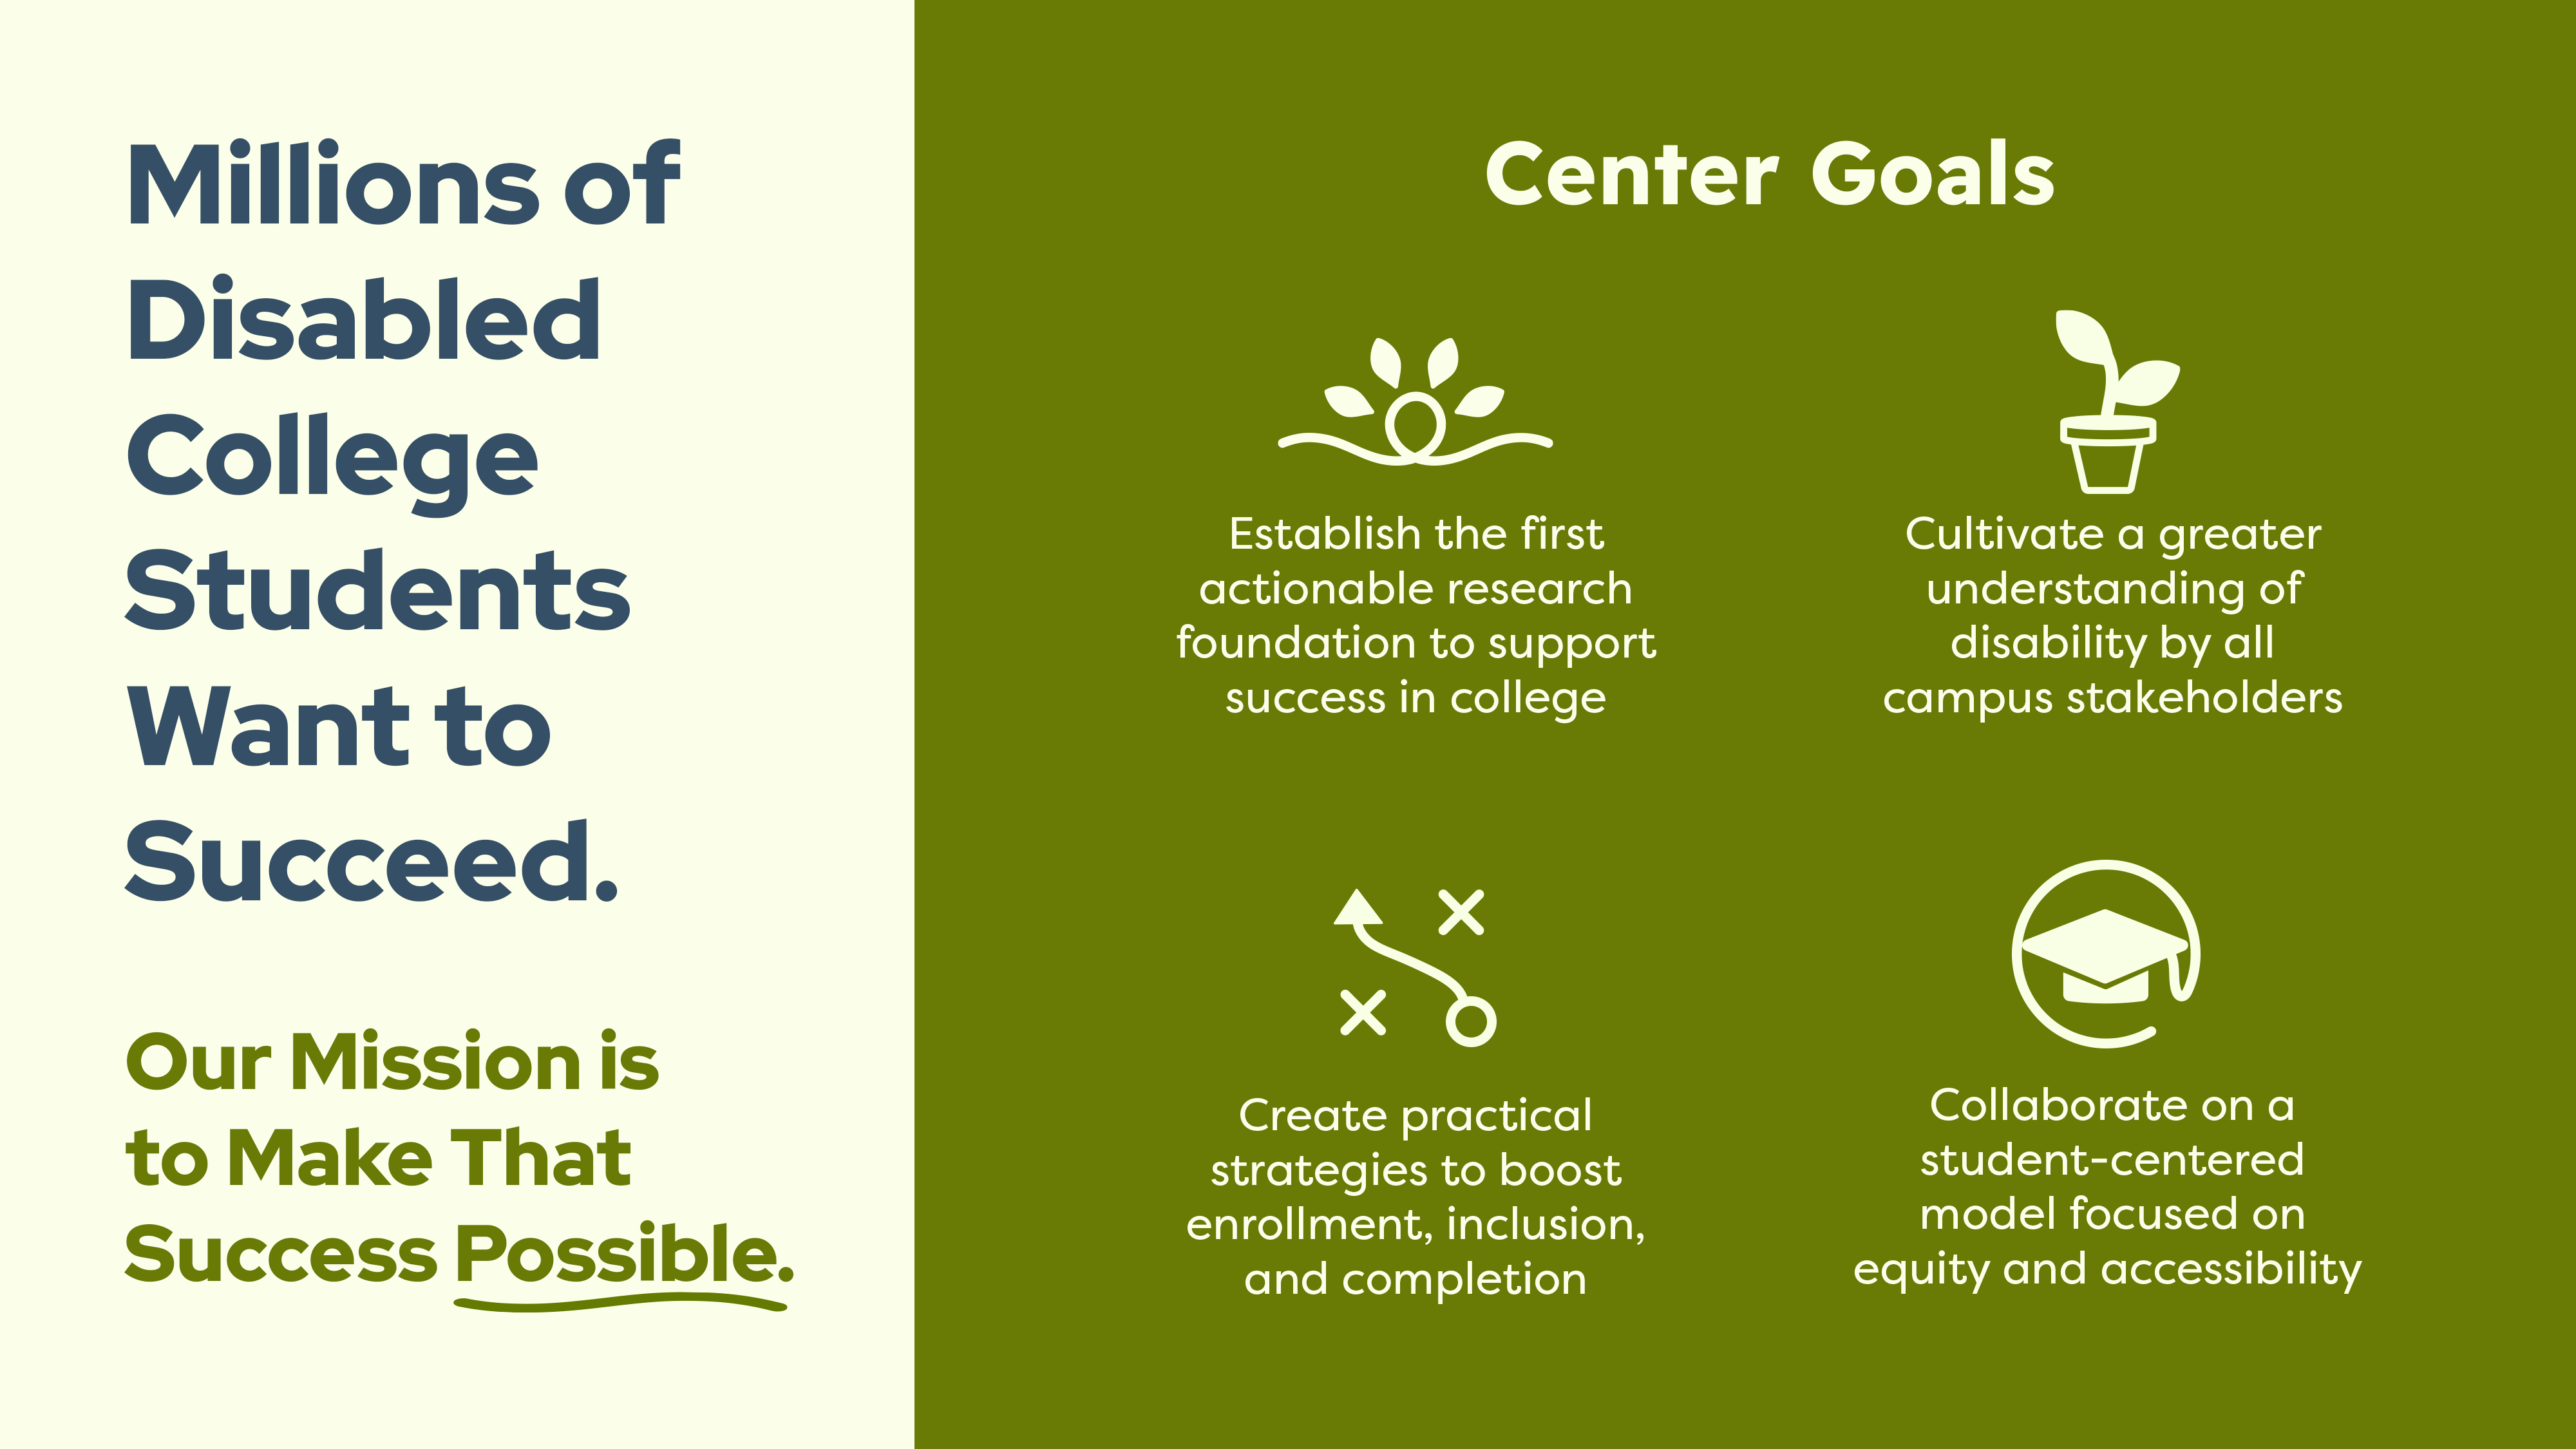 Millions of
Disabled
College
Students
Want to
Succeed.
Our Mission is
to Make That
Success Possible.
Center Goals
Establish the first
actionable research
foundation to support
success in college
Cultivate a greater
understanding of
disability by all
campus stakeholders
Create practical
strategies to boost
enrollment, inclusion,
and completion
Collaborate on a
student-centered
model focused on
equity and accessibility